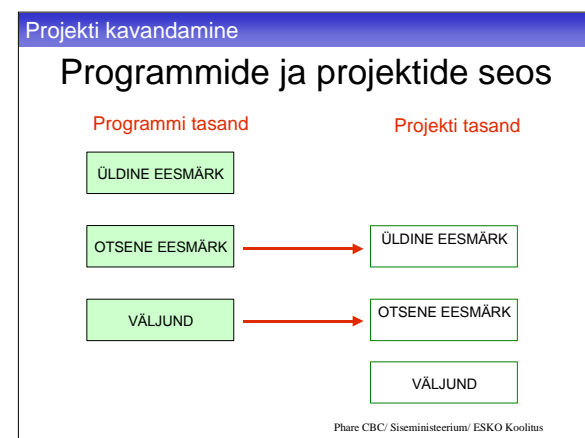 Projekti kavandamine
Programmide ja projektide seos
Programmi tasand
Projekti tasand
ÜLDINE EESMÄRK
OTSENE EESMÄRK
ÜLDINE EESMÄRK
VÄLJUND
OTSENE EESMÄRK
VÄLJUND
Phare CBC/ Siseministeerium/ ESKO Koolitus